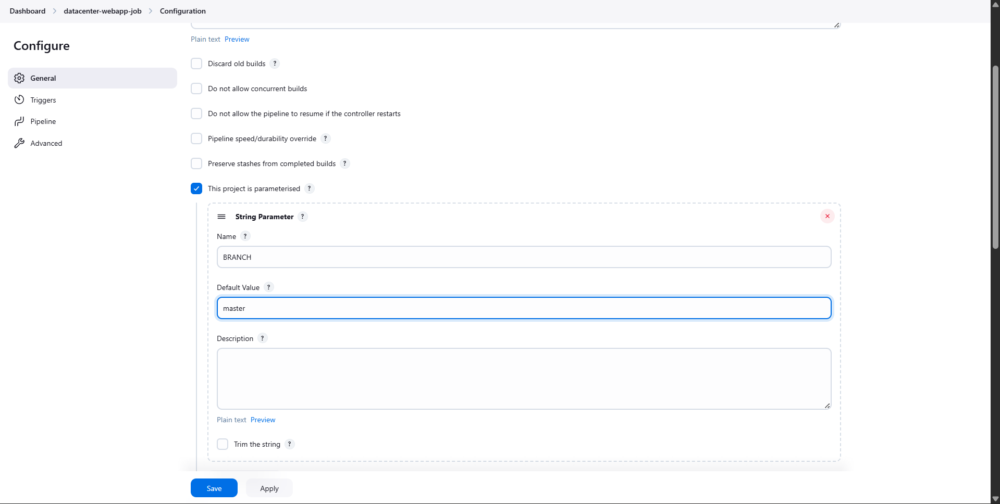 Dashboard > datacenter-webapp-job > Configuration
Configure
General
Triggers
Pipeline
Advanced
Plain text Preview
Discard old builds ?
Do not allow concurrent builds
Do not allow the pipeline to resume if the controller restarts
Pipeline speed/durability override ?
Preserve stashes from completed builds ?
This project is parameterised ?
String Parameter ?
Name ?
BRANCH
Default Value ?
master
Description ?
Plain text Preview
Trim the string ?
Save Apply